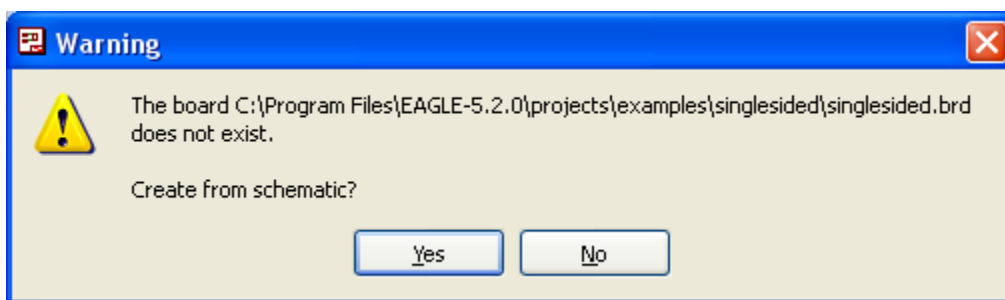 Warning
The board C:\Program Files\EAGLE-5.2.0\projects\examples\singlesided\singlesided.brd
does not exist.
Create from schematic?
Yes No